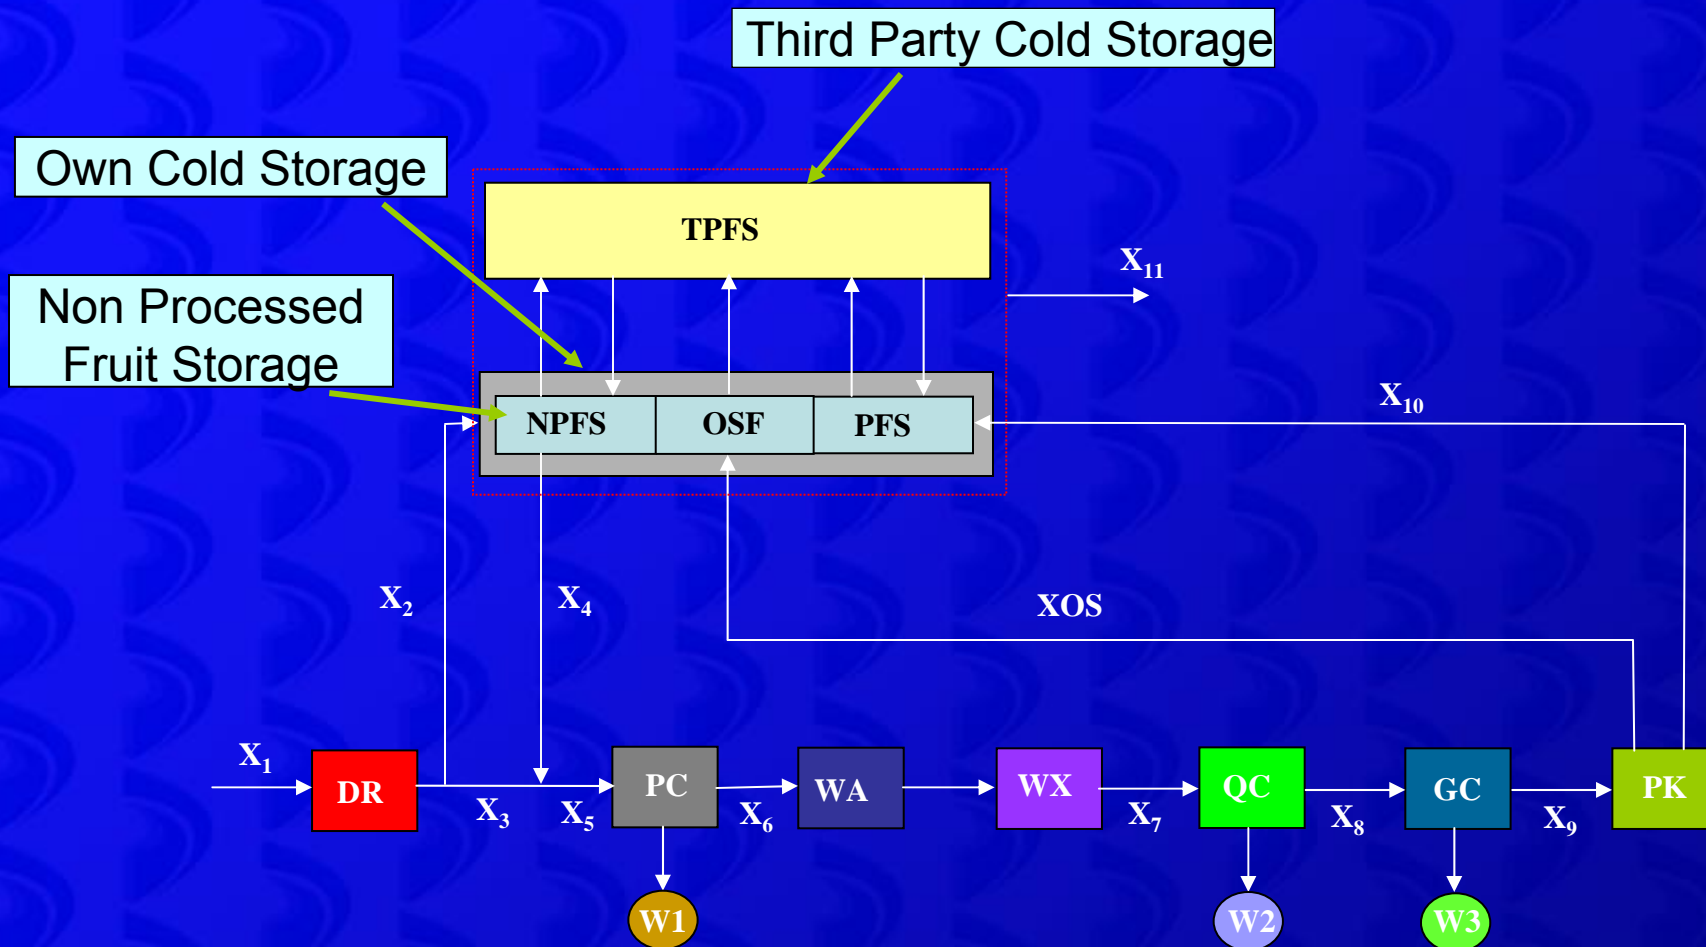 Third Party Cold Storage
Own Cold Storage
TPFS
X₁₁
Non Processed
Fruit Storage
X₁₀
NPFS OSF PFS
X₂ X₄ XOS
X₁
DR PC WA WX QC GC PK
X₃ X₅ X₆ X₇ X₈ X₉
W1 W2 W3